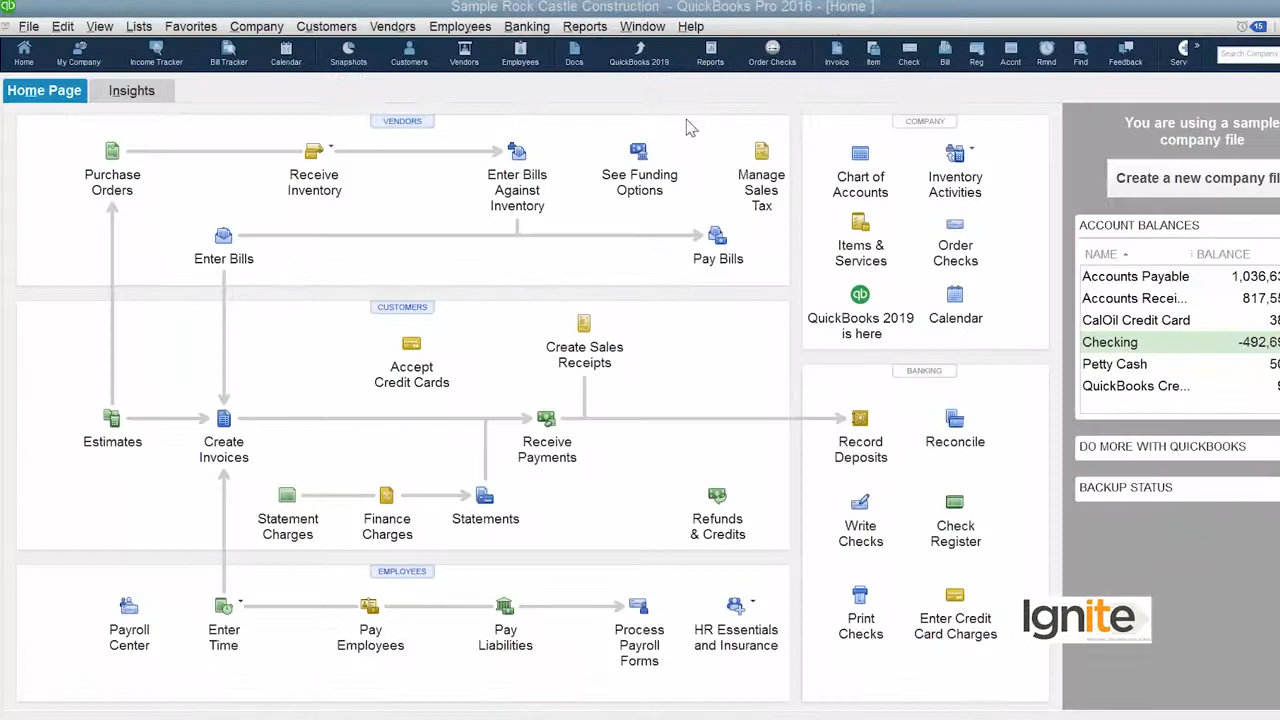 Sample Rock Castle Construction - QuickBooks Pro 2016 - [Home ]
File Edit View Lists Favorites Company Customers Vendors Employees Banking Reports Window Help
15
Home My Company Income Tracker Bill Tracker Calendar Snapshots Customers Vendors Employees Docs QuickBooks 2019 Reports Order Checks Invoice Item Check Bill Reg Accnt Rmnd Find Feedback Serv
Search Company
Home Page Insights
VENDORS
Purchase
Orders
Receive
Inventory
Enter Bills
Against
Inventory
See Funding
Options
Manage
Sales
Tax
Enter Bills
Pay Bills
CUSTOMERS
Accept
Credit Cards
Create Sales
Receipts
Estimates
Create
Invoices
Receive
Payments
Statement
Charges
Finance
Charges
Statements
Refunds
& Credits
EMPLOYEES
Payroll
Center
Enter
Time
Pay
Employees
Pay
Liabilities
Process
Payroll
Forms
HR Essentials
and Insurance
COMPANY
Chart of
Accounts
Inventory
Activities
Items &
Services
Order
Checks
qb
QuickBooks 2019
is here
Calendar
BANKING
Record
Deposits
Reconcile
Write
Checks
Check
Register
Print
Checks
Enter Credit
Card Charges
You are using a sample
company file
Create a new company fil
ACCOUNT BALANCES
NAME BALANCE
Accounts Payable 1,036,63
Accounts Recei... 817,55
CalOil Credit Card 38
Checking -492,69
Petty Cash 50
QuickBooks Cre...
DO MORE WITH QUICKBOOKS
BACKUP STATUS
Ignite